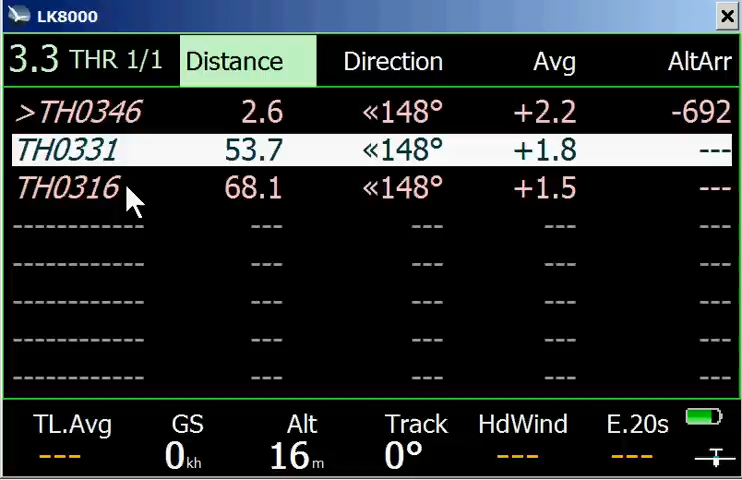 LK8000
3.3 THR 1/1 Distance Direction Avg AltArr
>TH0346 2.6 «148° +2.2 -692
TH0331 53.7 «148° +1.8 ---
TH0316 68.1 «148° +1.5 ---
----------- --- --- --- ---
----------- --- --- --- ---
----------- --- --- --- ---
----------- --- --- --- ---
----------- --- --- --- ---
TL.Avg GS Alt Track HdWind E.20s
--- 0kh 16m 0° --- ---